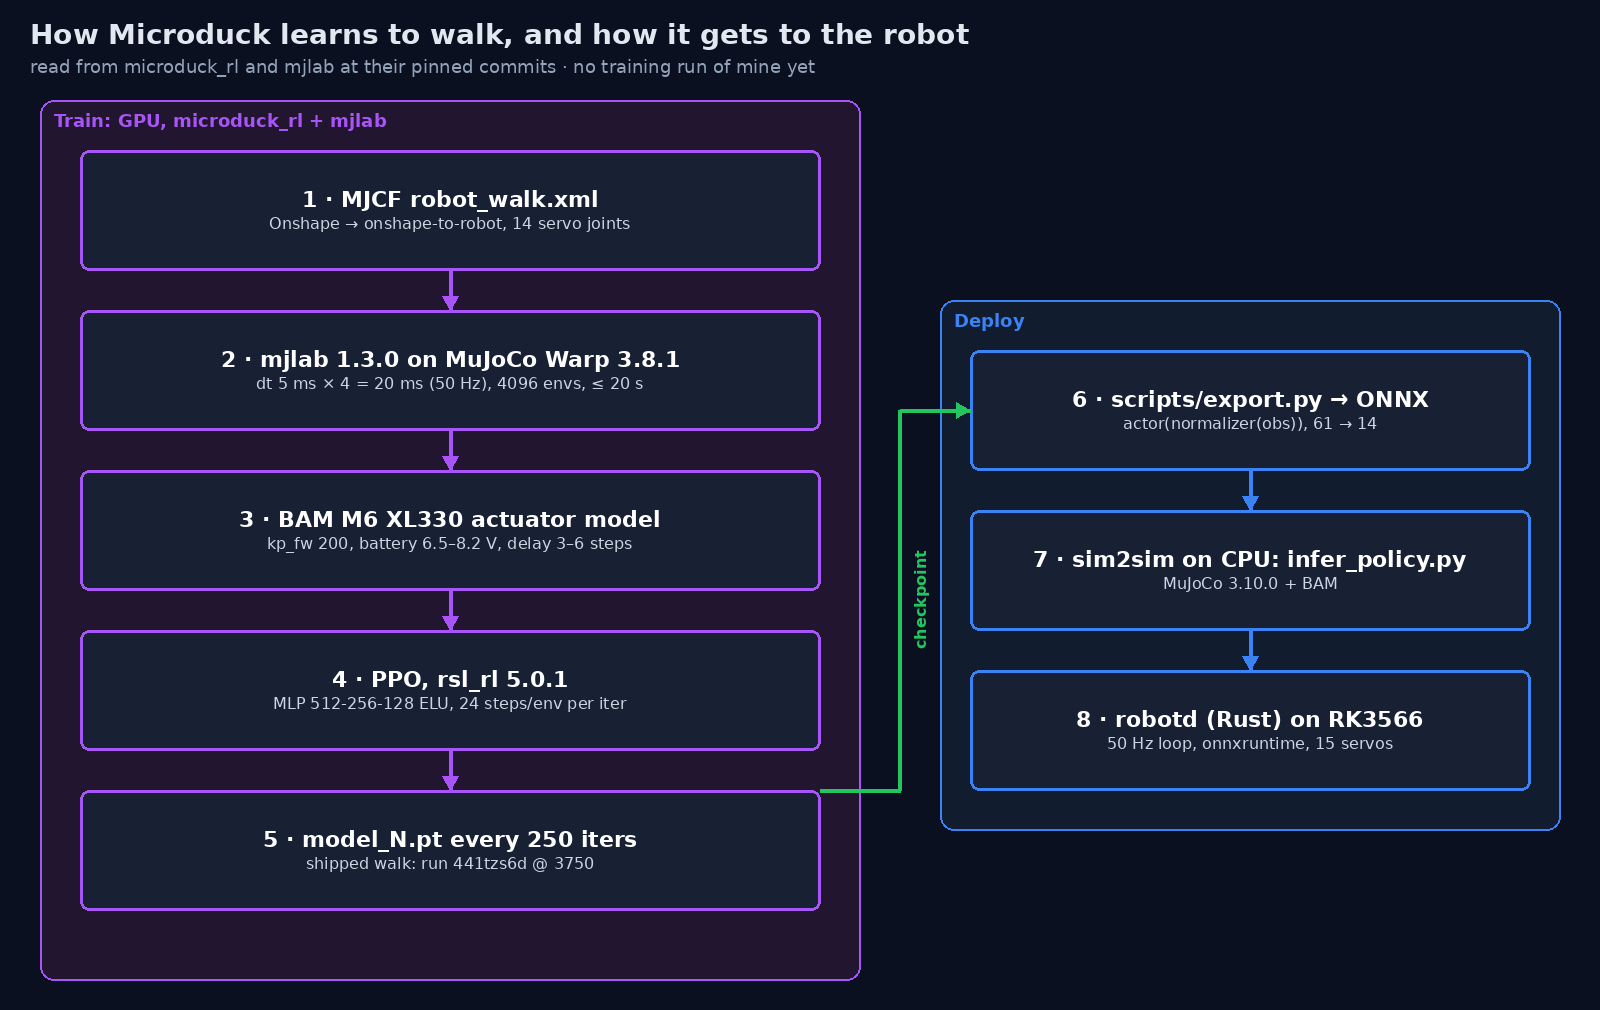 How Microduck learns to walk, and how it gets to the robot
read from microduck_rl and mjlab at their pinned commits · no training run of mine yet
Train: GPU, microduck_rl + mjlab
1 · MJCF robot_walk.xml
Onshape → onshape-to-robot, 14 servo joints
2 · mjlab 1.3.0 on MuJoCo Warp 3.8.1
dt 5 ms × 4 = 20 ms (50 Hz), 4096 envs, ≤ 20 s
3 · BAM M6 XL330 actuator model
kp_fw 200, battery 6.5–8.2 V, delay 3–6 steps
4 · PPO, rsl_rl 5.0.1
MLP 512-256-128 ELU, 24 steps/env per iter
5 · model_N.pt every 250 iters
shipped walk: run 441tzs6d @ 3750
checkpoint
Deploy
6 · scripts/export.py → ONNX
actor(normalizer(obs)), 61 → 14
7 · sim2sim on CPU: infer_policy.py
MuJoCo 3.10.0 + BAM
8 · robotd (Rust) on RK3566
50 Hz loop, onnxruntime, 15 servos